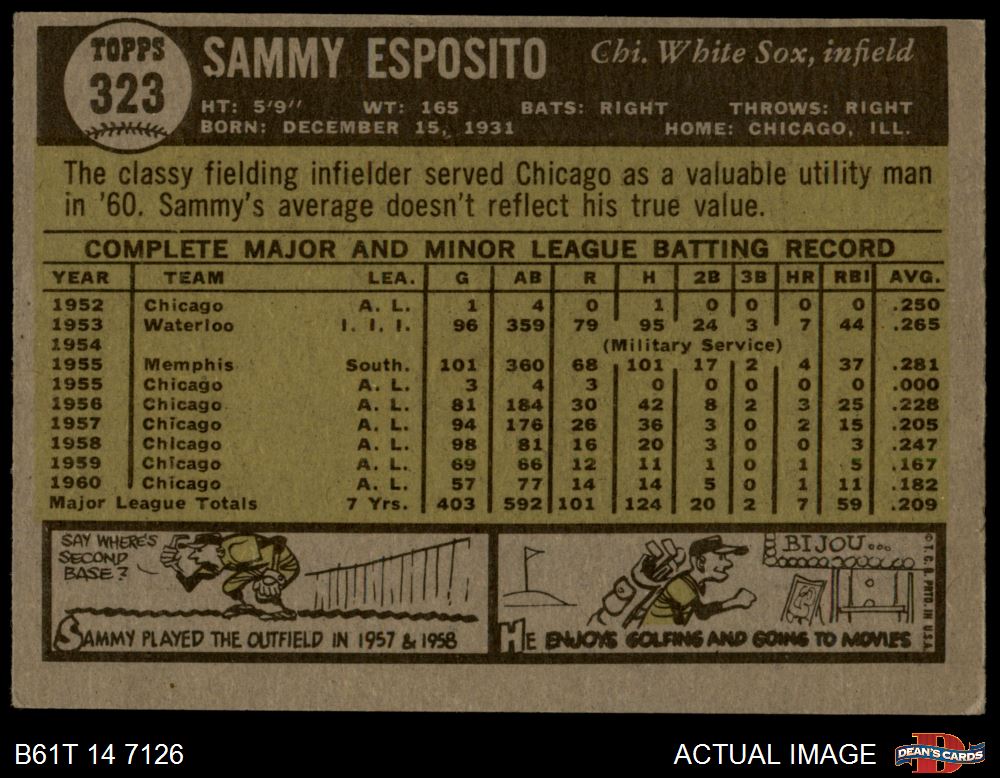 TOPPS
323
SAMMY ESPOSITO
Chi. White Sox, infield
HT: 5'9" WT: 165 BATS: RIGHT THROWS: RIGHT
BORN: DECEMBER 15, 1931 HOME: CHICAGO, ILL.
The classy fielding infielder served Chicago as a valuable utility man
in '60. Sammy's average doesn't reflect his true value.
COMPLETE MAJOR AND MINOR LEAGUE BATTING RECORD
YEAR TEAM LEA. G AB R H 2B 3B HR RBI AVG.
1952 Chicago A. L. 1 4 0 1 0 0 0 0 .250
1953 Waterloo I. I. I. 96 359 79 95 24 3 7 44 .265
1954 (Military Service)
1955 Memphis South. 101 360 68 101 17 2 4 37 .281
1955 Chicago A. L. 3 4 3 0 0 0 0 0 .000
1956 Chicago A. L. 81 184 30 42 8 2 3 25 .228
1957 Chicago A. L. 94 176 26 36 3 0 2 15 .205
1958 Chicago A. L. 98 81 16 20 3 0 0 3 .247
1959 Chicago A. L. 69 66 12 11 1 0 1 5 .167
1960 Chicago A. L. 57 77 14 14 5 0 1 11 .182
Major League Totals 7 Yrs. 403 592 101 124 20 2 7 59 .209
SAY WHERE'S
SECOND
BASE?
SAMMY PLAYED THE OUTFIELD IN 1957 & 1958
BIJOU...
HE ENJOYS GOLFING AND GOING TO MOVIES
© T. C. G. PRTD. IN U.S.A.
B61T 14 7126
ACTUAL IMAGE
D
DEAN'S CARDS